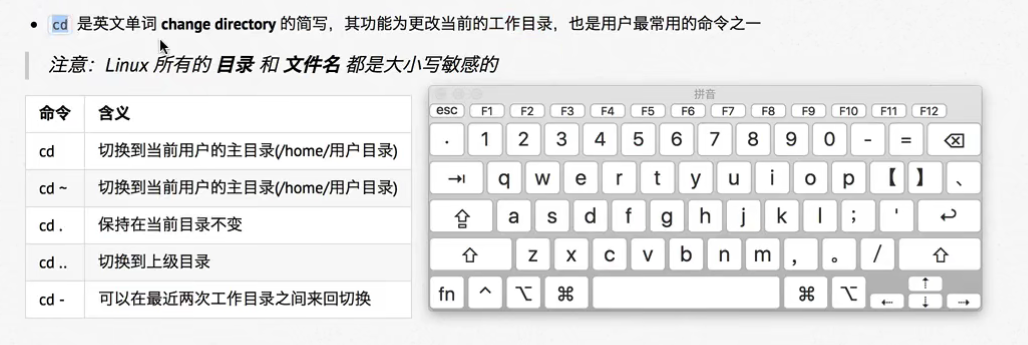 • cd 是英文单词 change directory 的简写，其功能为更改当前的工作目录，也是用户最常用的命令之一
注意：Linux 所有的 目录 和 文件名 都是大小写敏感的
命令 含义
cd 切换到当前用户的主目录(/home/用户目录)
cd ~ 切换到当前用户的主目录(/home/用户目录)
cd . 保持在当前目录不变
cd .. 切换到上级目录
cd - 可以在最近两次工作目录之间来回切换
拼音
esc F1 F2 F3 F4 F5 F6 F7 F8 F9 F10 F11 F12
· 1 2 3 4 5 6 7 8 9 0 - =
q w e r t y u i o p 【 】 、
a s d f g h j k l ; '
z x c v b n m , 。 /
fn ^ ⌥ ⌘ ⌘ ⌥ ← ↑ ↓ →